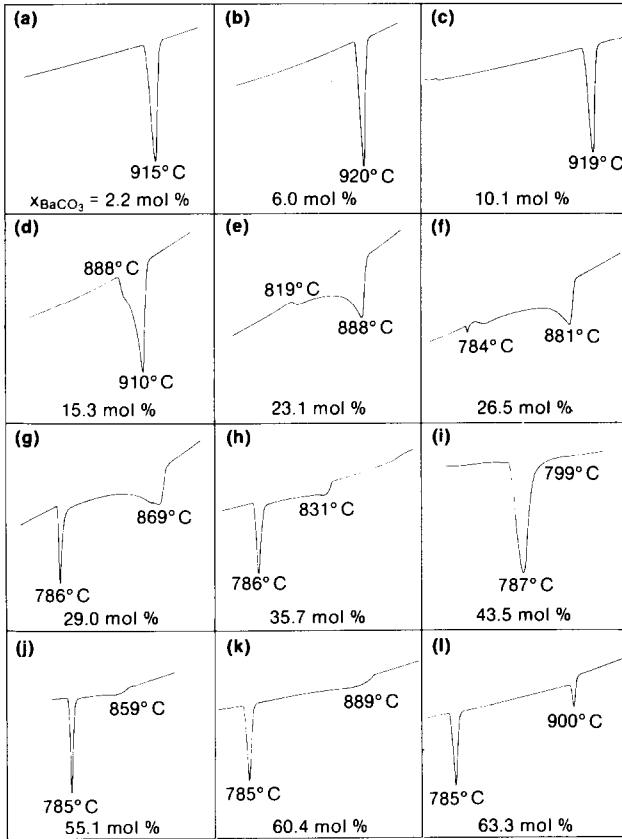 (a)
915° C
xBaCO₃ = 2.2 mol %
(b)
920° C
6.0 mol %
(c)
919° C
10.1 mol %
(d)
888° C
910° C
15.3 mol %
(e)
819° C
888° C
23.1 mol %
(f)
784° C
881° C
26.5 mol %
(g)
869° C
786° C
29.0 mol %
(h)
831° C
786° C
35.7 mol %
(i)
799° C
787° C
43.5 mol %
(j)
859° C
785° C
55.1 mol %
(k)
889° C
785° C
60.4 mol %
(l)
900° C
785° C
63.3 mol %